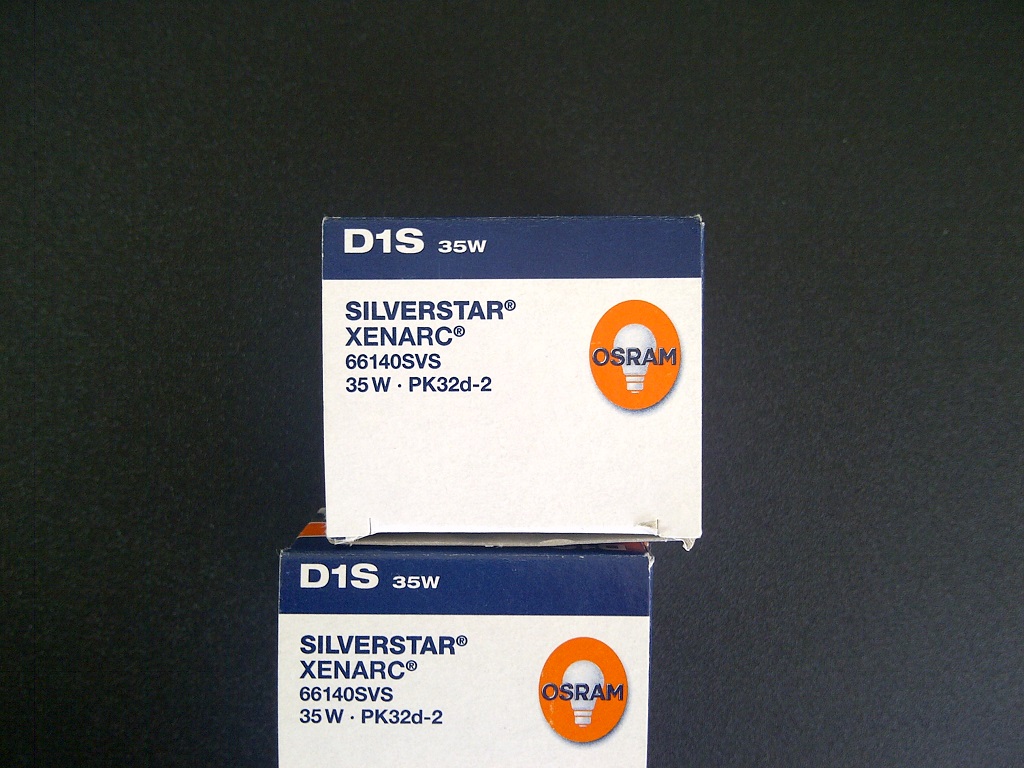 D1S 35W
SILVERSTAR®
XENARC®
66140SVS
35 W · PK32d-2
OSRAM
D1S 35W
SILVERSTAR®
XENARC®
66140SVS
35 W · PK32d-2
OSRAM